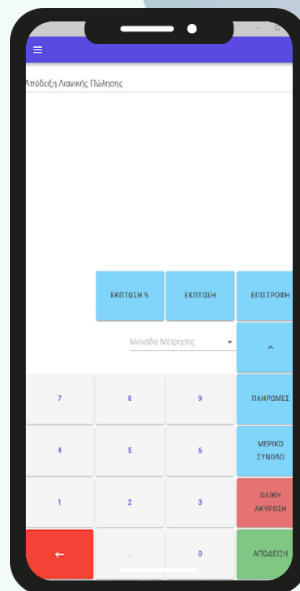 Απόδειξη Λιανικής Πώλησης
ΕΚΠΤΩΣΗ % ΕΚΠΤΩΣΗ ΕΠΙΣΤΡΟΦΗ
Μονάδα Μέτρησης
7 8 9 ΠΛΗΡΩΜΕΣ
4 5 6 ΜΕΡΙΚΟ
ΣΥΝΟΛΟ
1 2 3 ΟΛΙΚΗ
ΑΚΥΡΩΣΗ
. 0 ΑΠΟΔΕΙΞΗ